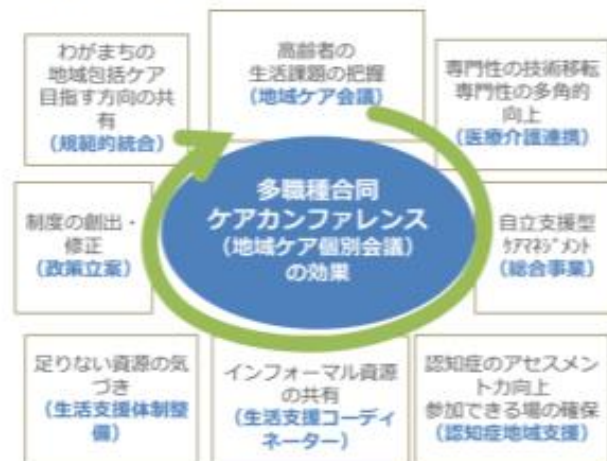 わがまちの
地域包括ケア
目指す方向の共
有
(規範的統合)
高齢者の
生活課題の把握
(地域ケア会議)
専門性の技術移転
専門性の多角的
向上
(医療介護連携)
制度の創出・
修正
(政策立案)
多職種合同
ケアカンファレンス
(地域ケア個別会議)
の効果
自立支援型
ｹｱﾏﾈｼﾞﾒﾝﾄ
(総合事業)
足りない資源の気
づき
(生活支援体制整
備)
インフォーマル資源
の共有
(生活支援コーディ
ネーター)
認知症のアセスメン
ト力向上
参加できる場の確保
(認知症地域支援)